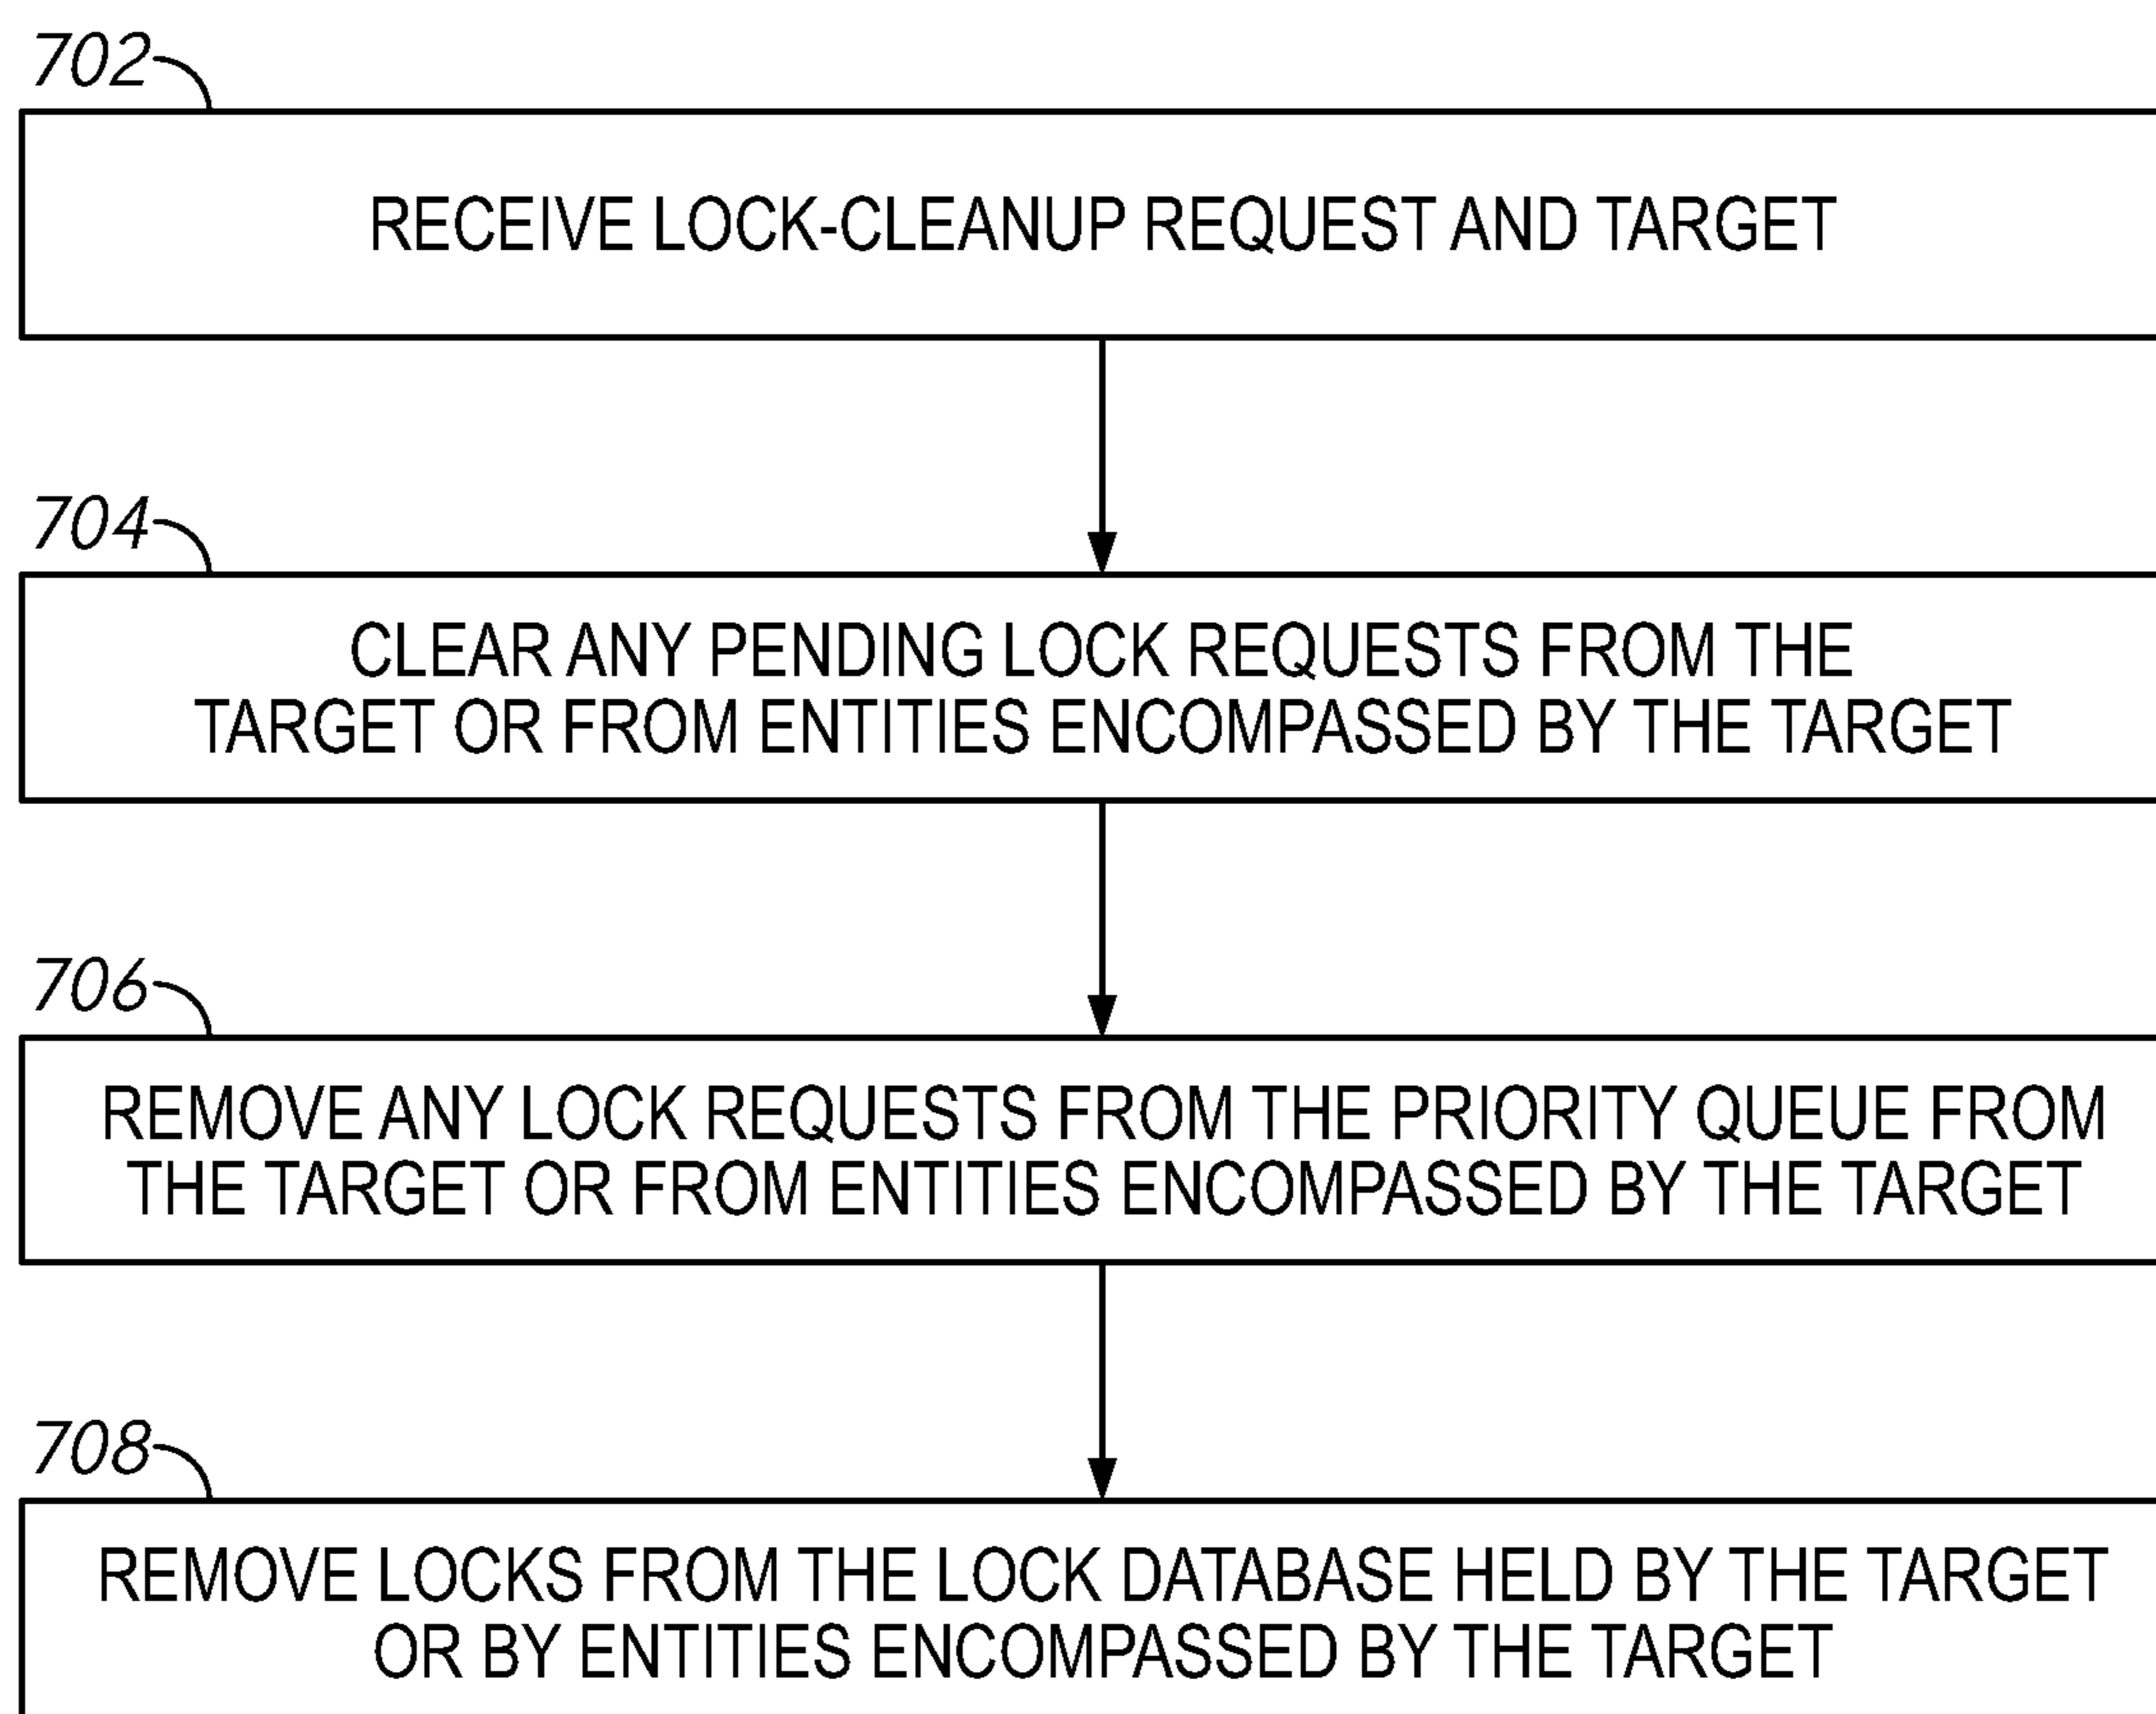 702
RECEIVE LOCK-CLEANUP REQUEST AND TARGET
704
CLEAR ANY PENDING LOCK REQUESTS FROM THE
TARGET OR FROM ENTITIES ENCOMPASSED BY THE TARGET
706
REMOVE ANY LOCK REQUESTS FROM THE PRIORITY QUEUE FROM
THE TARGET OR FROM ENTITIES ENCOMPASSED BY THE TARGET
708
REMOVE LOCKS FROM THE LOCK DATABASE HELD BY THE TARGET
OR BY ENTITIES ENCOMPASSED BY THE TARGET